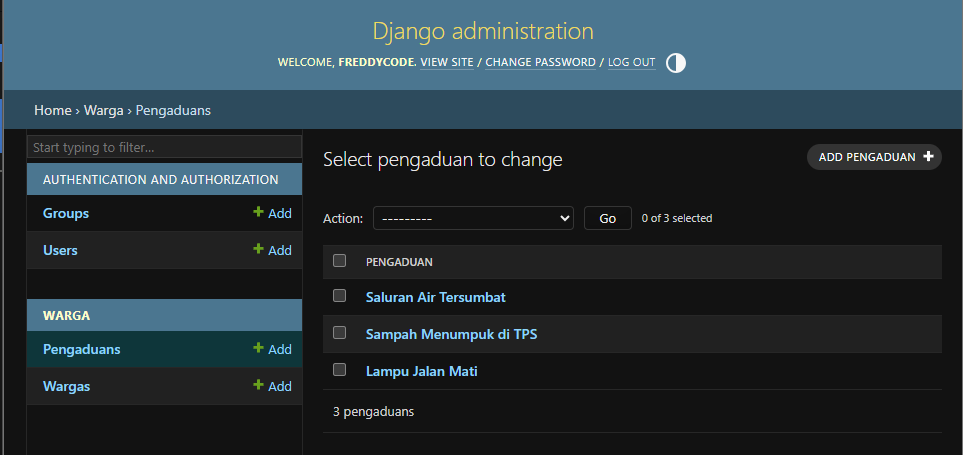 Django administration
WELCOME, FREDDYCODE. VIEW SITE / CHANGE PASSWORD / LOG OUT
Home › Warga › Pengaduans
Start typing to filter...
AUTHENTICATION AND AUTHORIZATION
Groups + Add
Users + Add
WARGA
Pengaduans + Add
Wargas + Add
Select pengaduan to change
ADD PENGADUAN +
Action: --------- Go 0 of 3 selected
PENGADUAN
Saluran Air Tersumbat
Sampah Menumpuk di TPS
Lampu Jalan Mati
3 pengaduans